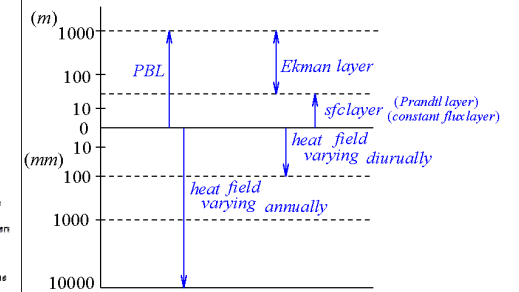 (m)
1000
PBL
Ekman layer
100
10
sfclayer
(Prandtl layer)
(constant fluxlayer)
0
10
heat field
varying diurually
(mm)
100
heat field
varying annually
1000
10000